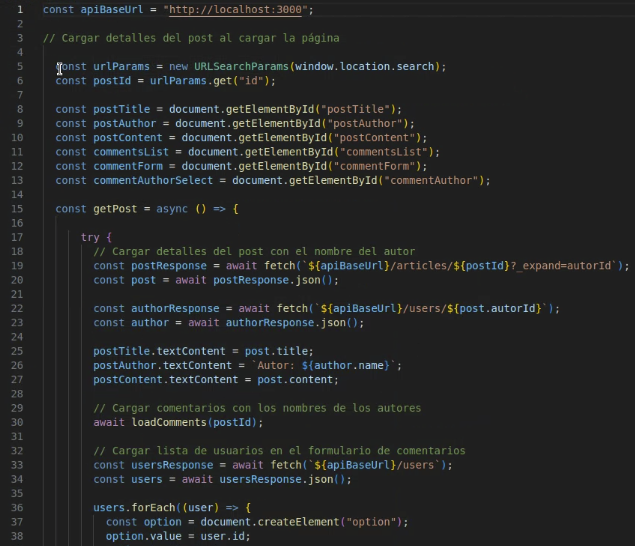 1 const apiBaseUrl = "http://localhost:3000";
2
3 // Cargar detalles del post al cargar la página
4
5 const urlParams = new URLSearchParams(window.location.search);
6 const postId = urlParams.get("id");
7
8 const postTitle = document.getElementById("postTitle");
9 const postAuthor = document.getElementById("postAuthor");
10 const postContent = document.getElementById("postContent");
11 const commentsList = document.getElementById("commentsList");
12 const commentForm = document.getElementById("commentForm");
13 const commentAuthorSelect = document.getElementById("commentAuthor");
14
15 const getPost = async () => {
16
17 try {
18 // Cargar detalles del post con el nombre del autor
19 const postResponse = await fetch(`${apiBaseUrl}/articles/${postId}?_expand=autorId`);
20 const post = await postResponse.json();
21
22 const authorResponse = await fetch(`${apiBaseUrl}/users/${post.autorId}`);
23 const author = await authorResponse.json();
24
25 postTitle.textContent = post.title;
26 postAuthor.textContent = `Autor: ${author.name}`;
27 postContent.textContent = post.content;
28
29 // Cargar comentarios con los nombres de los autores
30 await loadComments(postId);
31
32 // Cargar lista de usuarios en el formulario de comentarios
33 const usersResponse = await fetch(`${apiBaseUrl}/users`);
34 const users = await usersResponse.json();
35
36 users.forEach((user) => {
37 const option = document.createElement("option");
38 option.value = user.id;